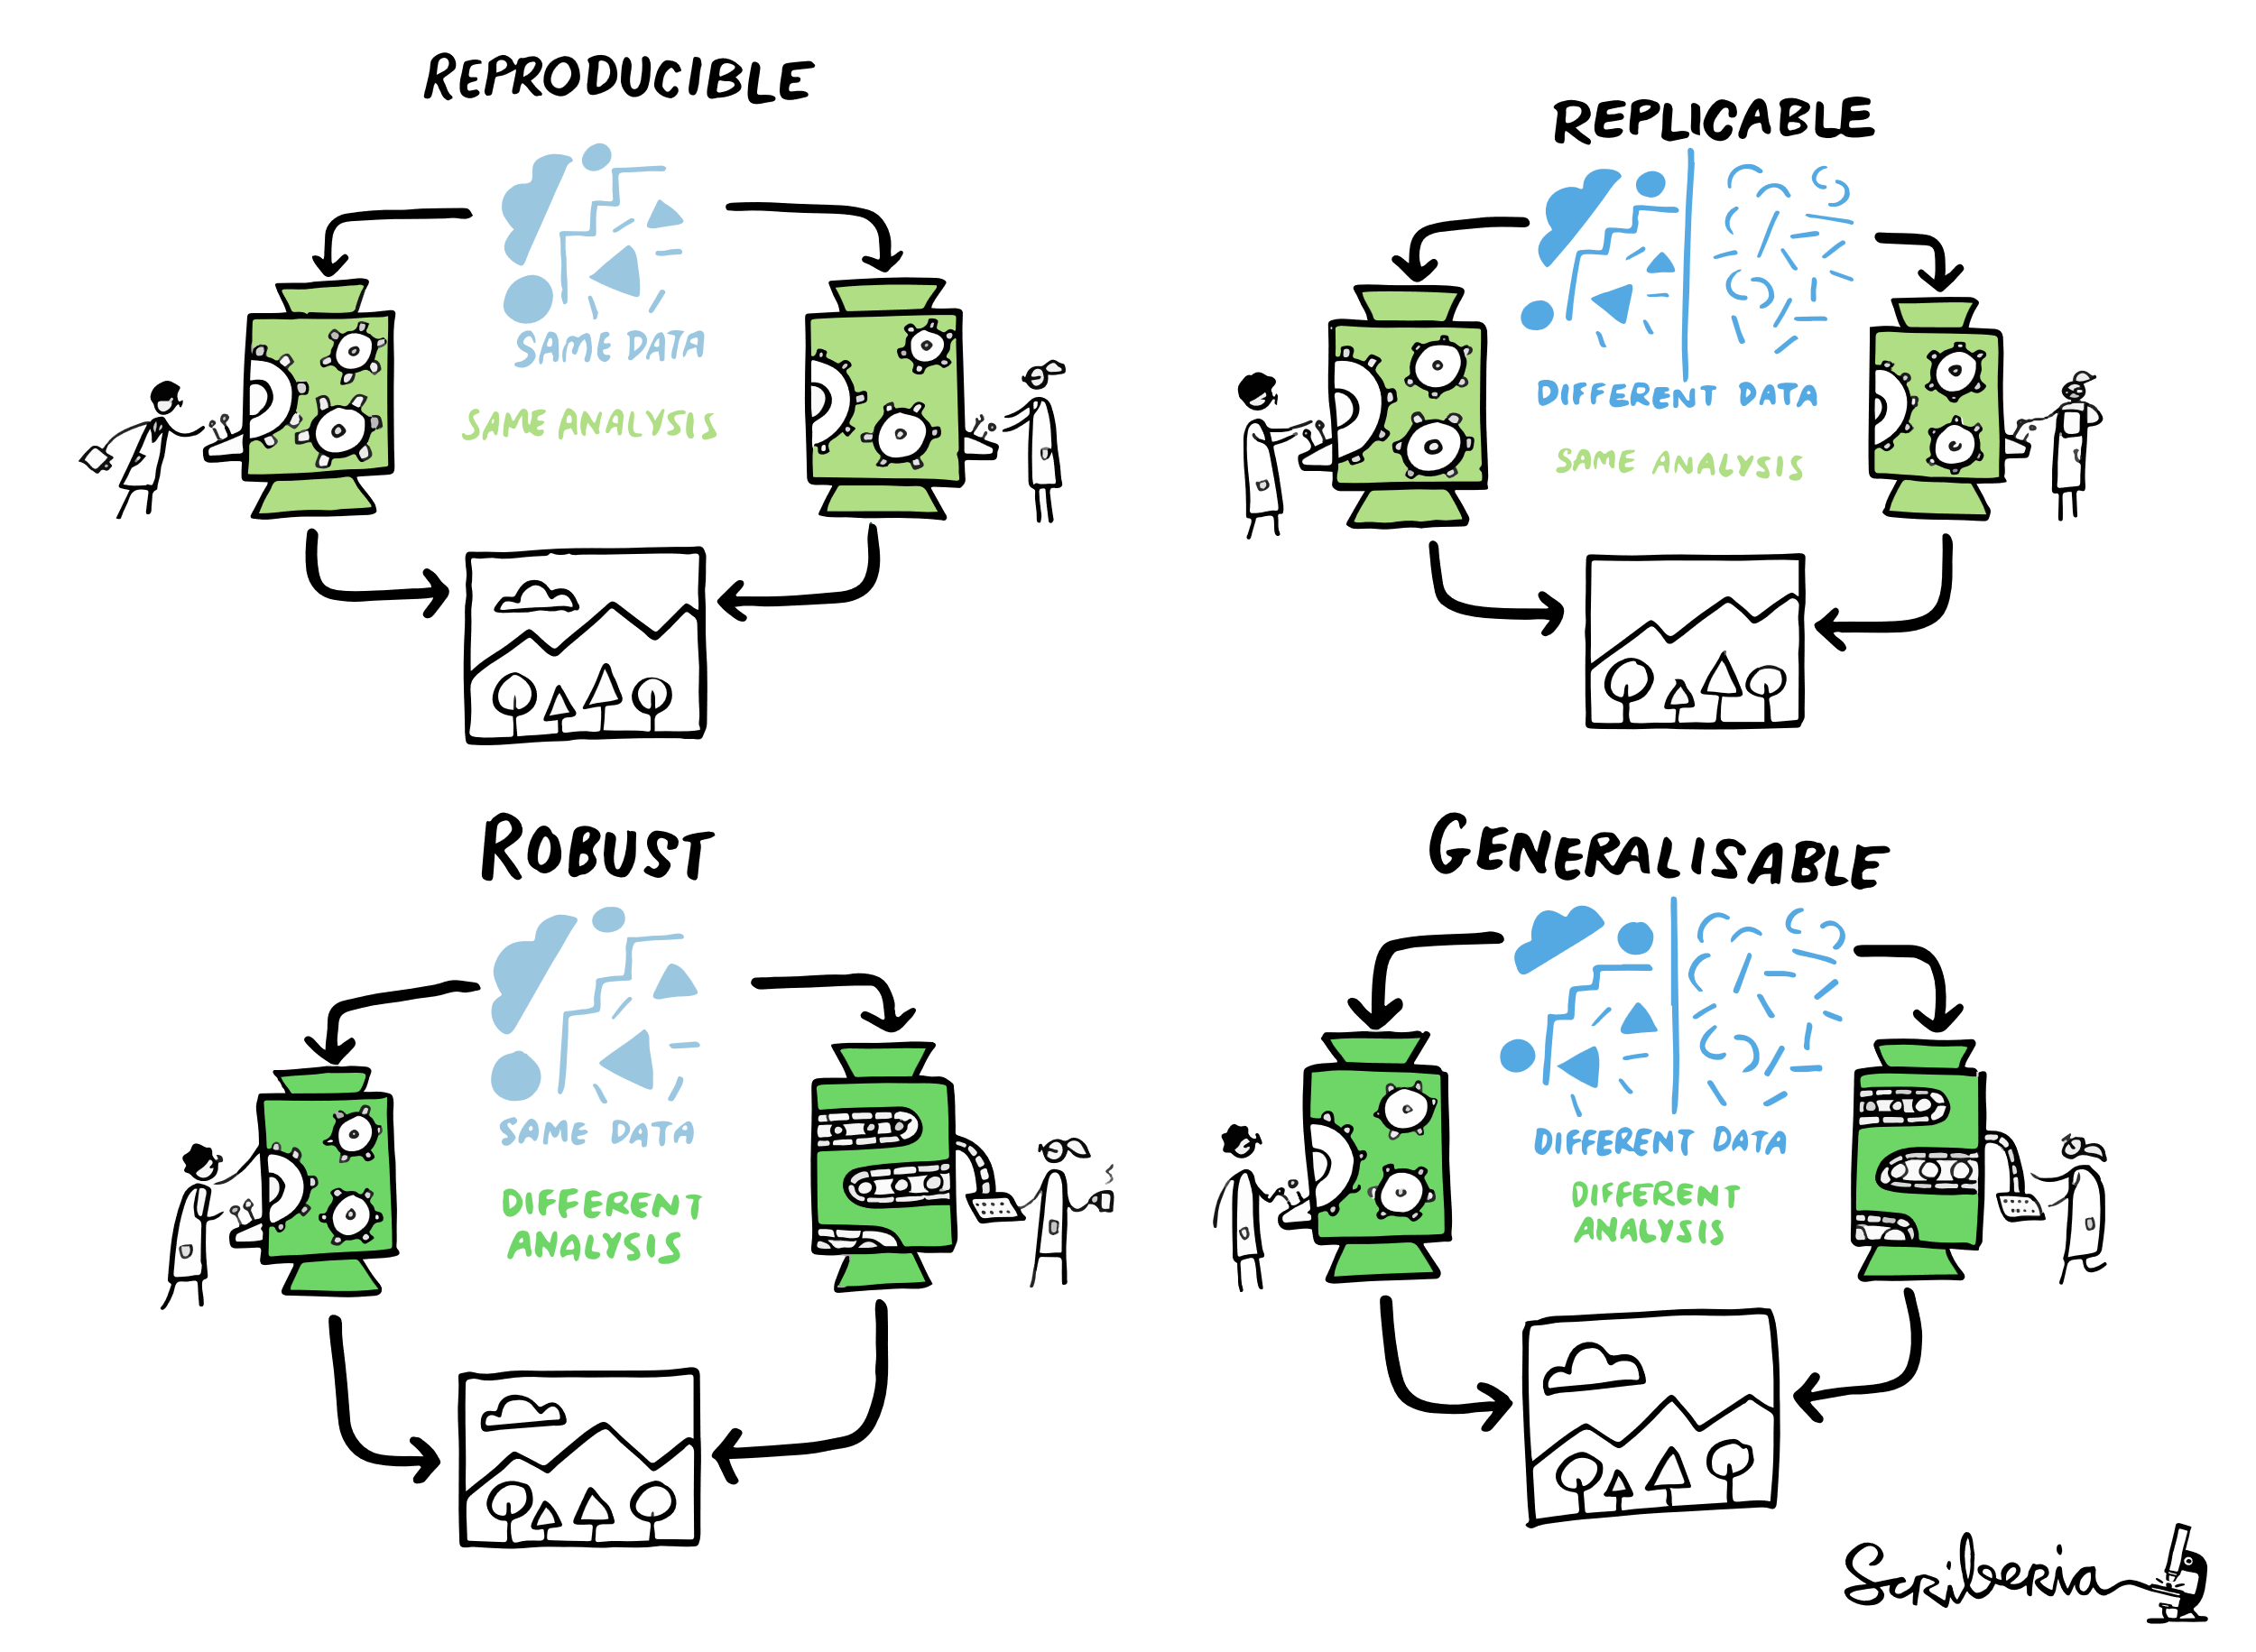 REPRODUCIBLE
SAME DATA
SAME ANALYSIS
REPLICABLE
DIFFERENT DATA
SAME ANALYSIS
ROBUST
SAME DATA
DIFFERENT
ANALYSIS
GENERALISABLE
DIFFERENT DATA
DIFFERENT
ANALYSIS
Scriberia